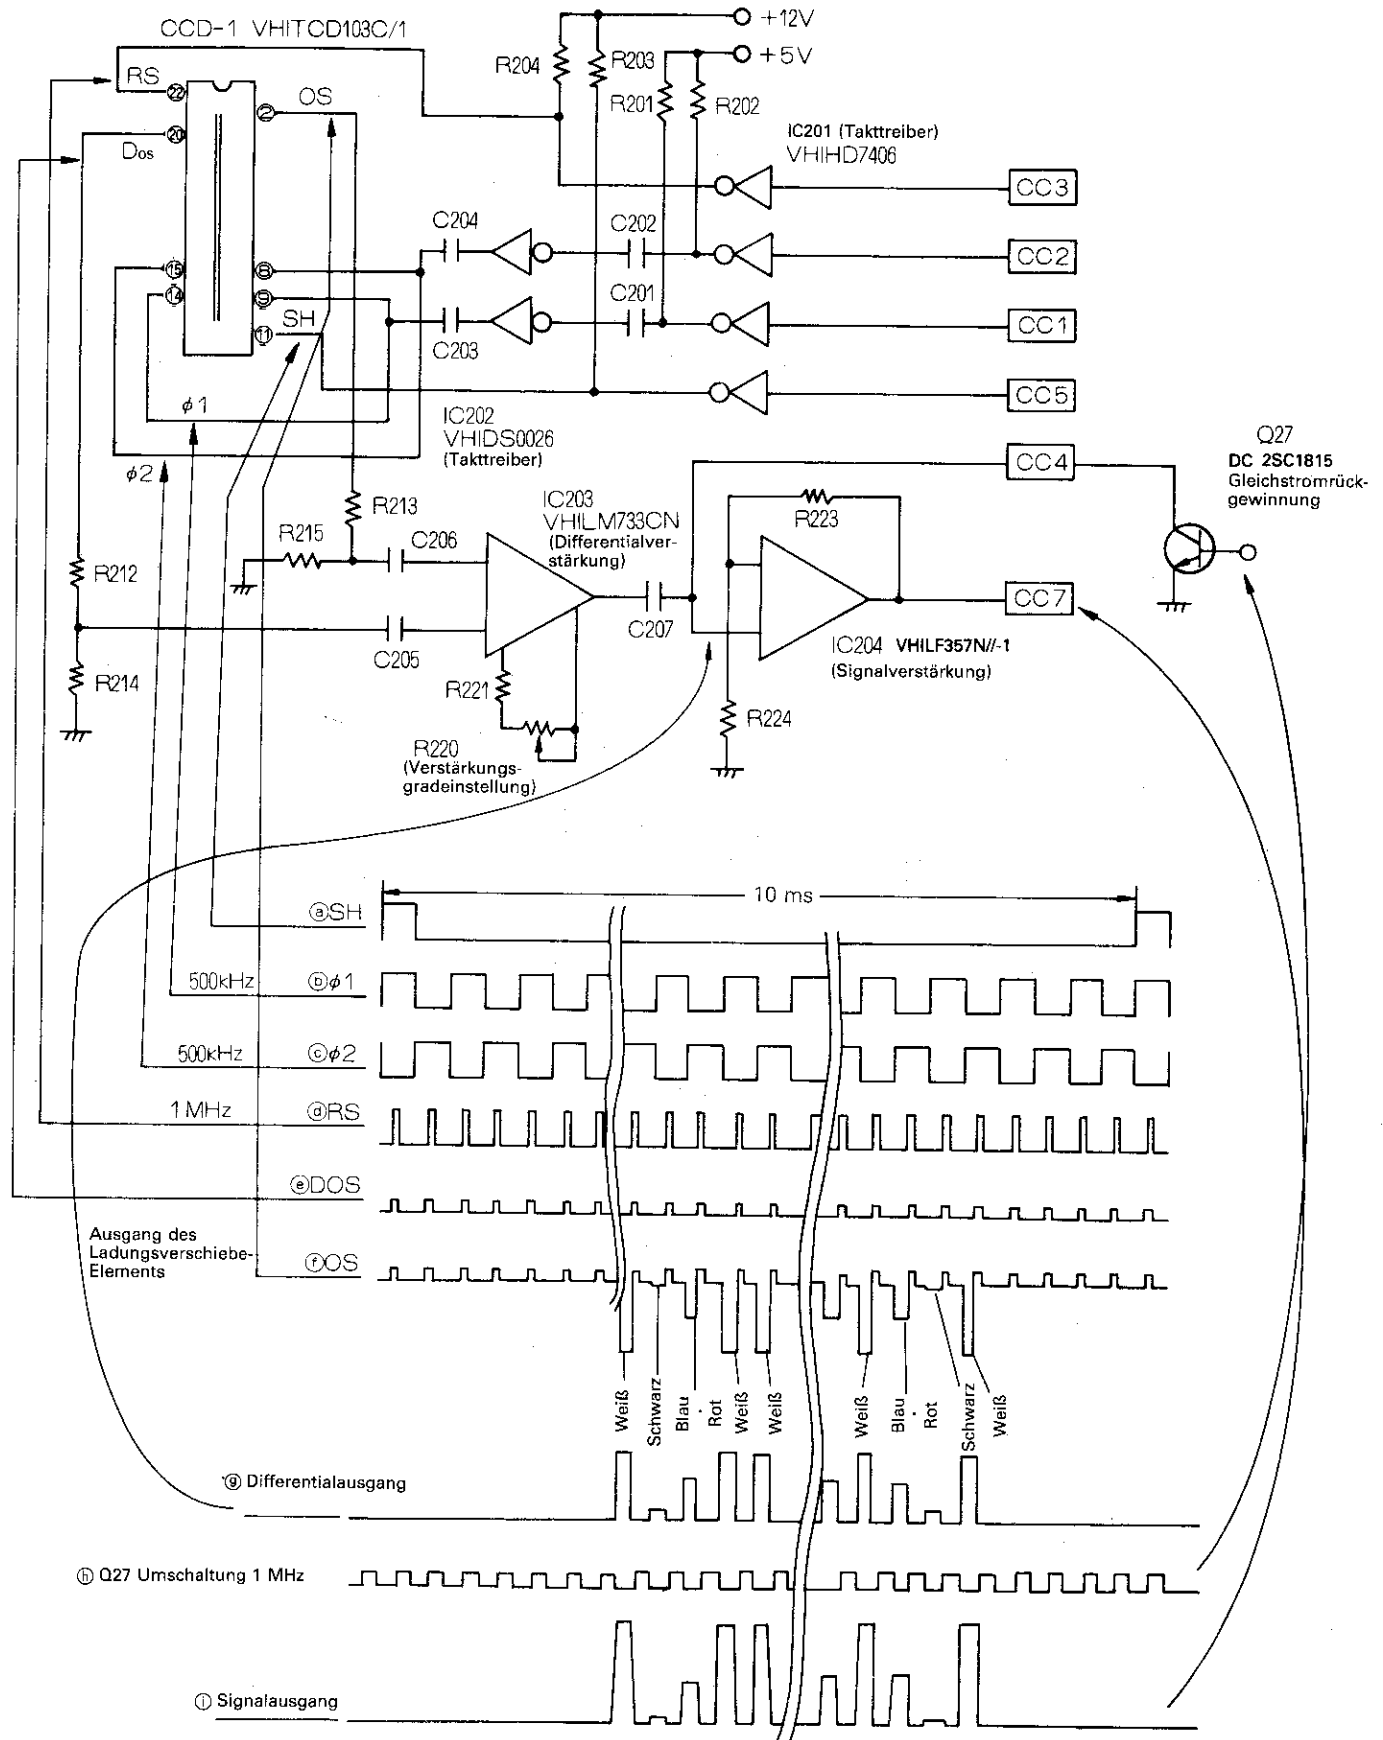 CCD-1 VHITCD103C/1
+12V
+5V
R204
R203
R201
R202
RS
22
20
Dos
2
OS
IC201 (Takttreiber)
VHIHD7406
CC3
CC2
CC1
CC5
CC4
CC7
C204
C202
C201
C203
15
14
8
9
11
SH
φ1
φ2
IC202
VHIDS0026
(Takttreiber)
Q27
DC 2SC1815
Gleichstromrück-
gewinnung
R213
R215
R212
R214
C206
C205
IC203
VHILM733CN
(Differentialver-
stärkung)
R223
C207
IC204 VHILF357N//-1
(Signalverstärkung)
R221
R220
(Verstärkungs-
gradeinstellung)
R224
10 ms
ⓐSH
500kHz ⓑφ1
500kHz ⓒφ2
1MHz ⓓRS
ⓔDOS
Ausgang des
Ladungsverschiebe-
Elements
ⓕOS
Weiß
Schwarz
Blau · Rot
Weiß
Weiß
Weiß
Blau · Rot
Schwarz
Weiß
ⓖ Differentialausgang
ⓗ Q27 Umschaltung 1 MHz
ⓘ Signalausgang